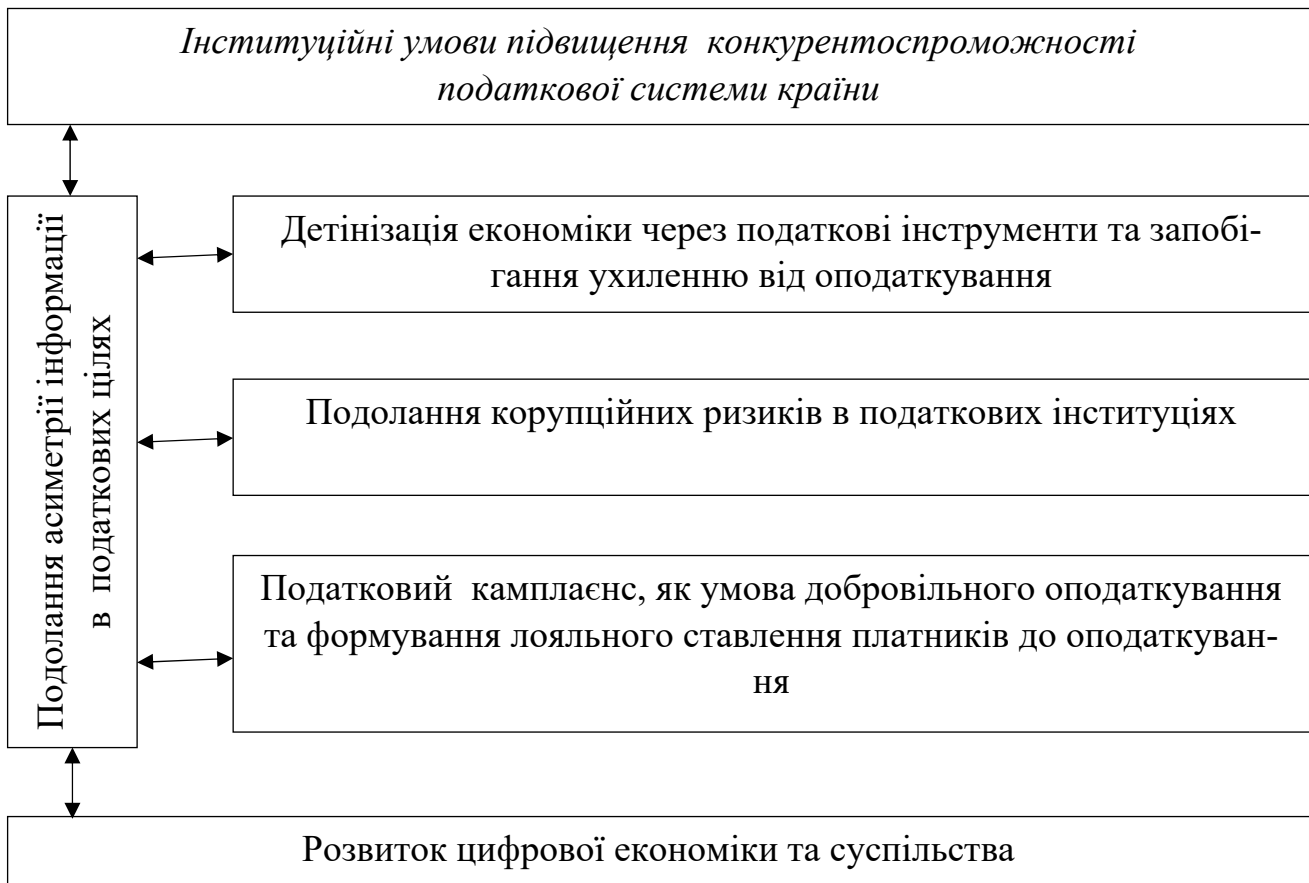 Інституційні умови підвищення конкурентоспроможності
податкової системи країни
Подолання асиметрії інформації
в податкових цілях
Детінізація економіки через податкові інструменти та запобі-
гання ухиленню від оподаткування
Подолання корупційних ризиків в податкових інституціях
Податковий камплаєнс, як умова добровільного оподаткування
та формування лояльного ставлення платників до оподаткуван-
ня
Розвиток цифрової економіки та суспільства